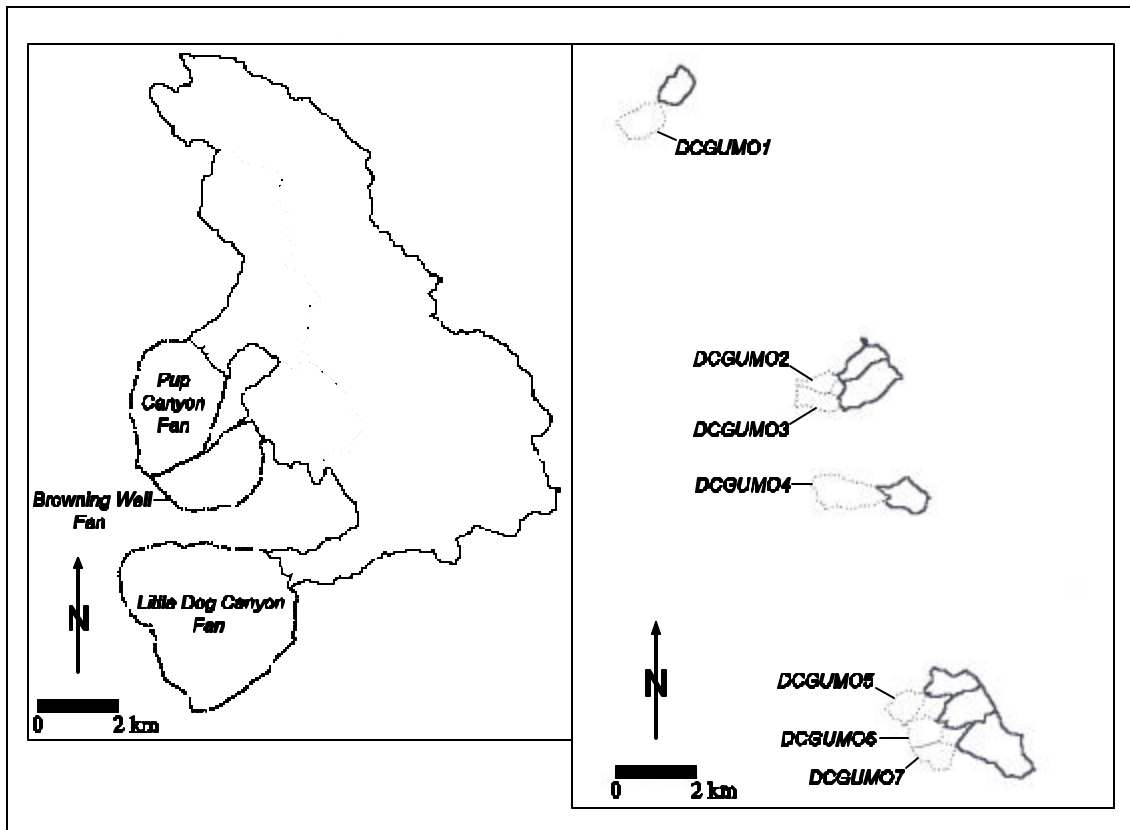 Pup
Canyon
Fan
Browning Well
Fan
Little Dog Canyon
Fan
N
0 2 km
DCGUMO1
DCGUMO2
DCGUMO3
DCGUMO4
DCGUMO5
DCGUMO6
DCGUMO7
N
0 2 km